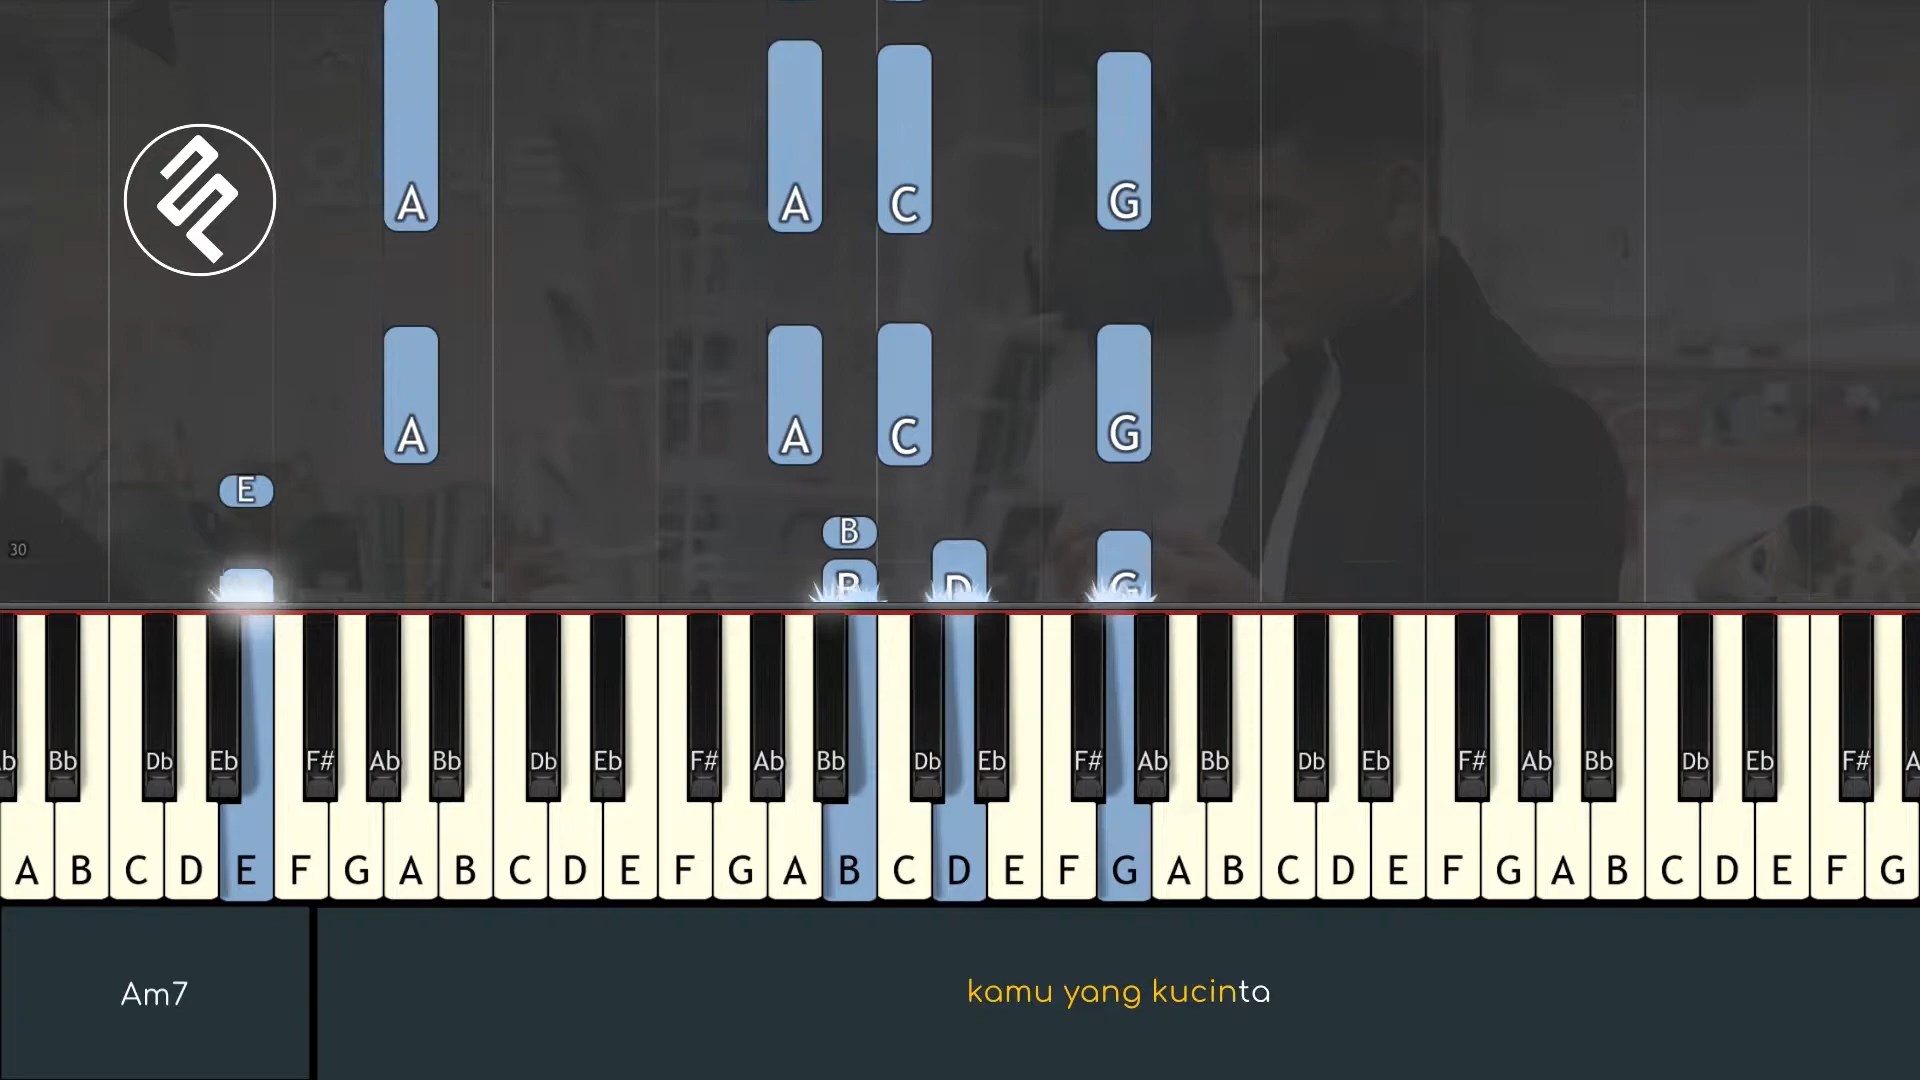 A A C G
A A C G
E
B
30
B D G
b Bb Db Eb F# Ab Bb Db Eb F# Ab Bb Db Eb F# Ab Bb Db Eb F# Ab Bb Db Eb F# A
A B C D E F G A B C D E F G A B C D E F G A B C D E F G A B C D E F G
Am7
kamu yang kucinta